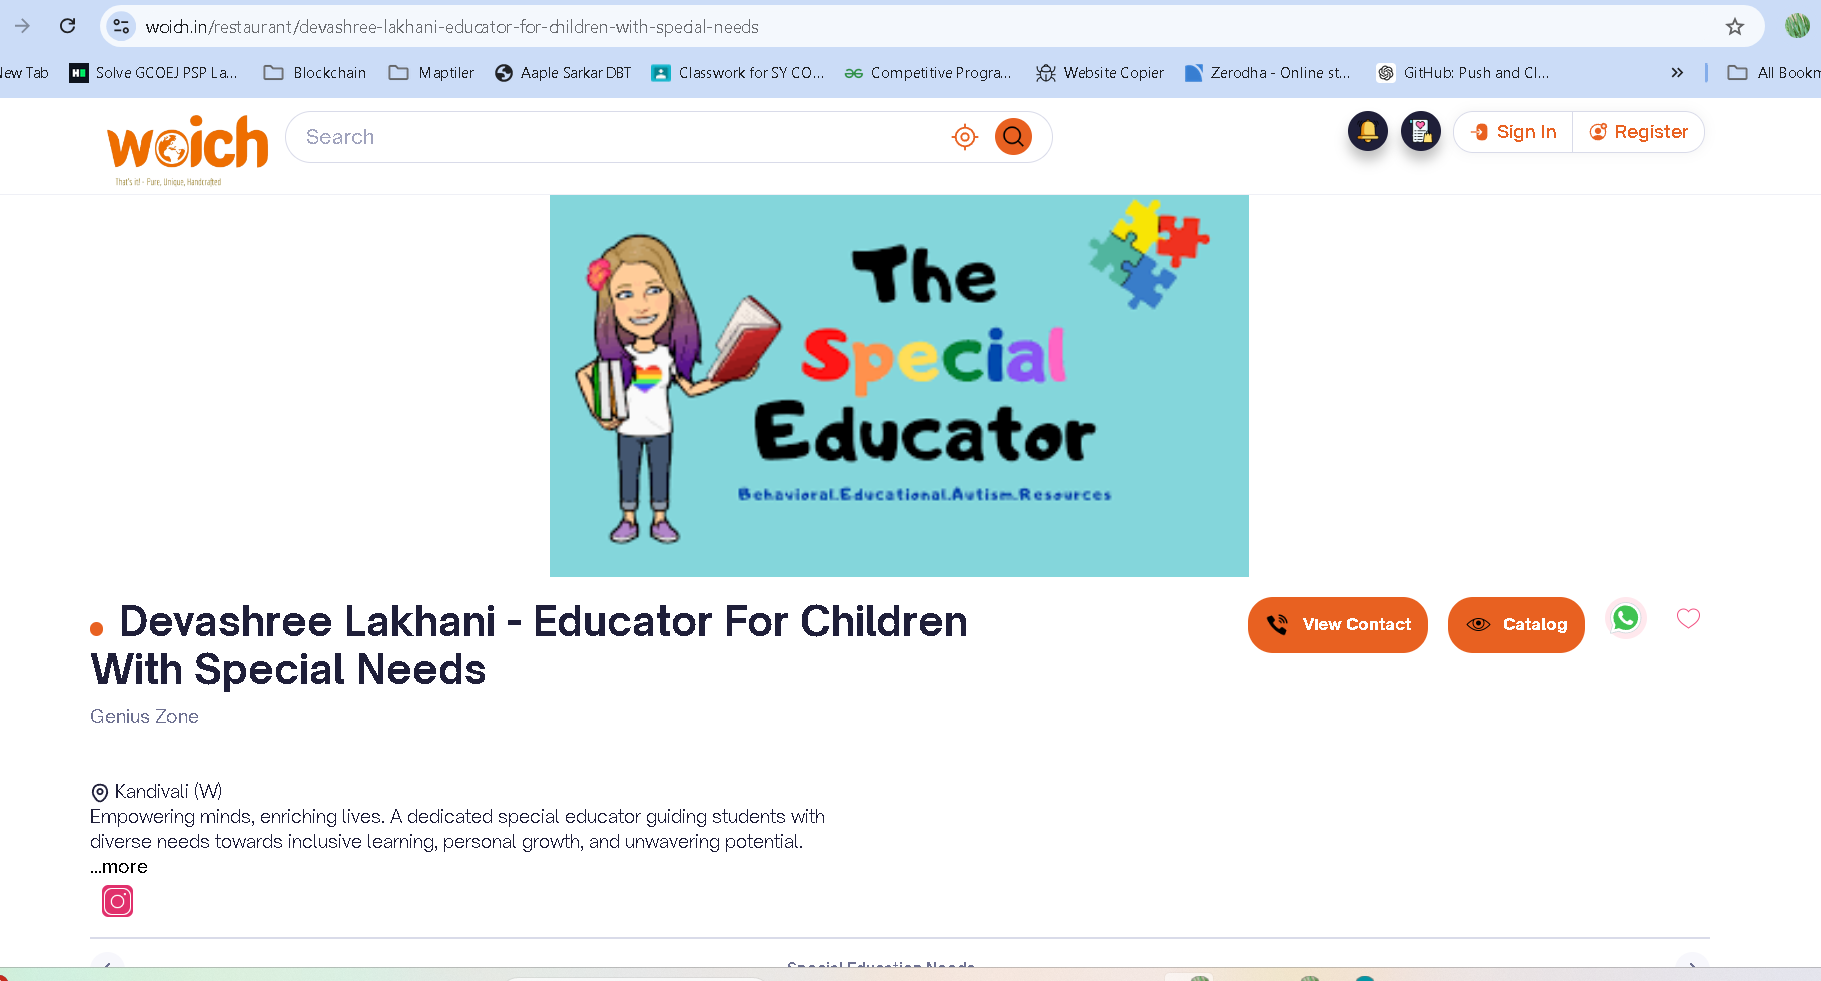 woich.in/restaurant/devashree-lakhani-educator-for-children-with-special-needs
New Tab
Solve GCOEJ PSP La...
Blockchain
Maptiler
Aaple Sarkar DBT
Classwork for SY CO...
Competitive Progra...
Website Copier
Zerodha - Online st...
GitHub: Push and Cl...
All Bookm
woich
That's it! - Pure, Unique, Handcrafted
Search
Sign In
Register
The
Special
Educator
Behavioral.Educational.Autism.Resources
Devashree Lakhani - Educator For Children
With Special Needs
View Contact
Catalog
Genius Zone
Kandivali (W)
Empowering minds, enriching lives. A dedicated special educator guiding students with
diverse needs towards inclusive learning, personal growth, and unwavering potential.
...more
Special Education Needs